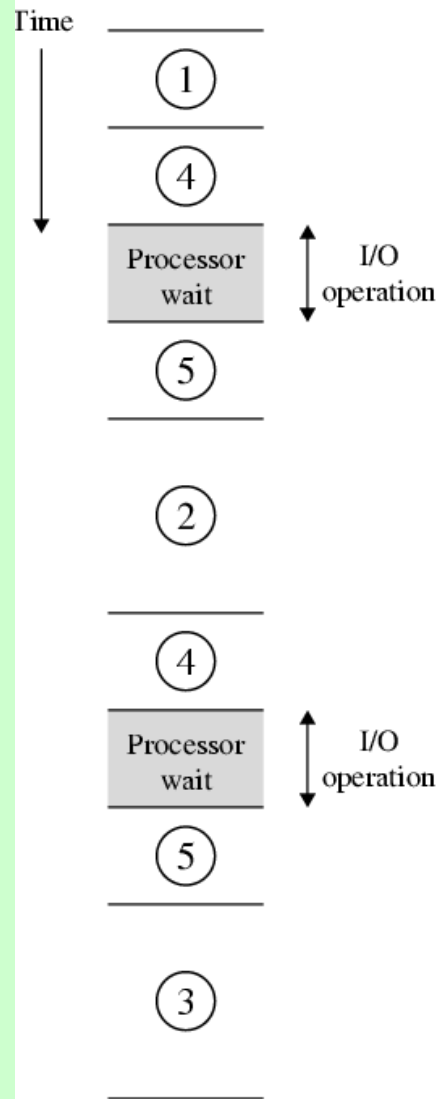 Time
1
4
Processor
wait
I/O
operation
5
2
4
Processor
wait
I/O
operation
5
3